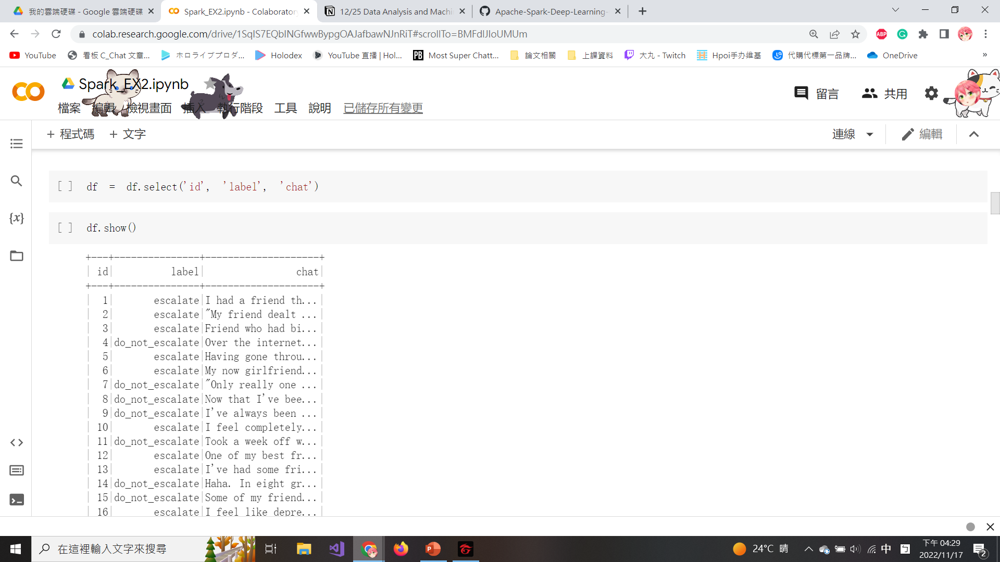 我的雲端硬碟 - Google 雲端硬碟
Spark_EX2.ipynb - Colaboratory
12/25 Data Analysis and Machi
Apache-Spark-Deep-Learning-
colab.research.google.com/drive/1SqIS7EQbINGfwwBypgOAJafbawNJnRiT#scrollTo=BMFdlJIoUMUm
YouTube
看板 C_Chat 文章...
ホロライブプロダ...
Holodex
YouTube 直播 | Hol...
Most Super Chatt...
論文相關
上課資料
大丸 - Twitch
Hpoi手办维基
代購代標第一品牌...
OneDrive
»
Spark_EX2.ipynb
留言
共用
檔案 編輯 檢視畫面 插入 執行階段 工具 說明 已儲存所有變更
+ 程式碼 + 文字
連線
編輯
[ ] df = df.select('id', 'label', 'chat')
[ ] df.show()
+---+---------------+--------------------+
| id|          label|                chat|
+---+---------------+--------------------+
|  1|       escalate|I had a friend th...|
|  2|       escalate|"My friend dealt ...|
|  3|       escalate|Friend who had bi...|
|  4|do_not_escalate|Over the internet...|
|  5|       escalate|Having gone throu...|
|  6|       escalate|My now girlfriend...|
|  7|do_not_escalate|"Only really one ...|
|  8|do_not_escalate|Now that I've bee...|
|  9|do_not_escalate|I've always been ...|
| 10|       escalate|I feel completely...|
| 11|do_not_escalate|Took a week off w...|
| 12|       escalate|One of my best fr...|
| 13|       escalate|I've had some fri...|
| 14|do_not_escalate|Haha. In eight gr...|
| 15|do_not_escalate|Some of my friend...|
| 16|       escalate|I feel like depre...|
在這裡輸入文字來搜尋
24°C 晴
中
下午 04:29
2022/11/17
2